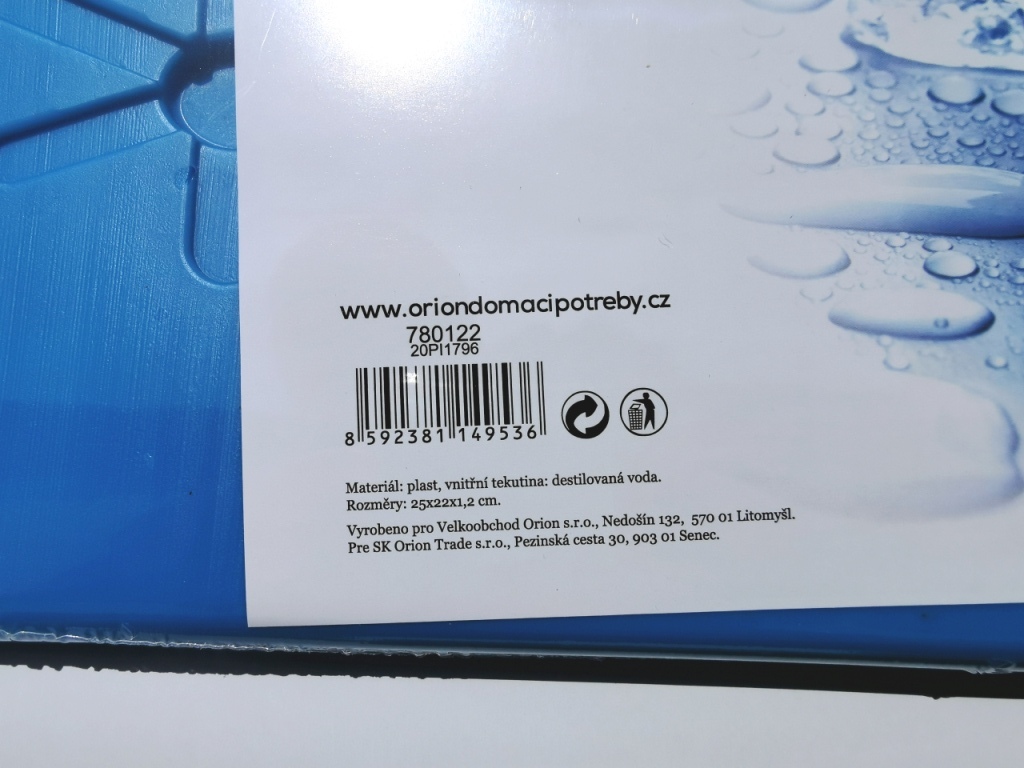 www.oriondomacipotreby.cz
780122
20PI1796
8 592381 149536
Materiál: plast, vnitřní tekutina: destilovaná voda.
Rozměry: 25x22x1,2 cm.
Vyrobeno pro Velkoobchod Orion s.r.o., Nedošín 132, 570 01 Litomyšl.
Pre SK Orion Trade s.r.o., Pezinská cesta 30, 903 01 Senec.